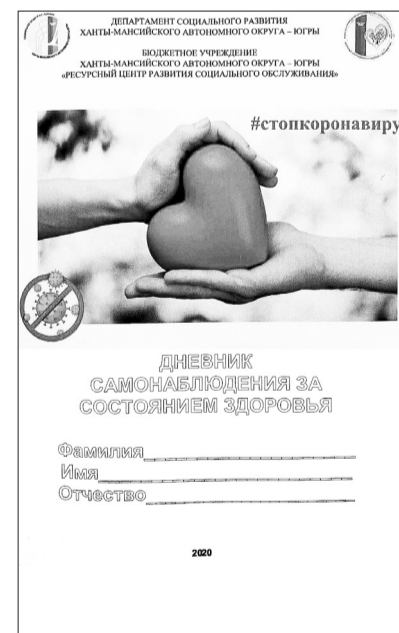 ДЕПАРТАМЕНТ СОЦИАЛЬНОГО РАЗВИТИЯ
ХАНТЫ-МАНСИЙСКОГО АВТОНОМНОГО ОКРУГА – ЮГРЫ
БЮДЖЕТНОЕ УЧРЕЖДЕНИЕ
ХАНТЫ-МАНСИЙСКОГО АВТОНОМНОГО ОКРУГА – ЮГРЫ
«РЕСУРСНЫЙ ЦЕНТР РАЗВИТИЯ СОЦИАЛЬНОГО ОБСЛУЖИВАНИЯ»
#стопкоронавиру
ДНЕВНИК
САМОНАБЛЮДЕНИЯ ЗА
СОСТОЯНИЕМ ЗДОРОВЬЯ
Фамилия
Имя
Отчество
2020